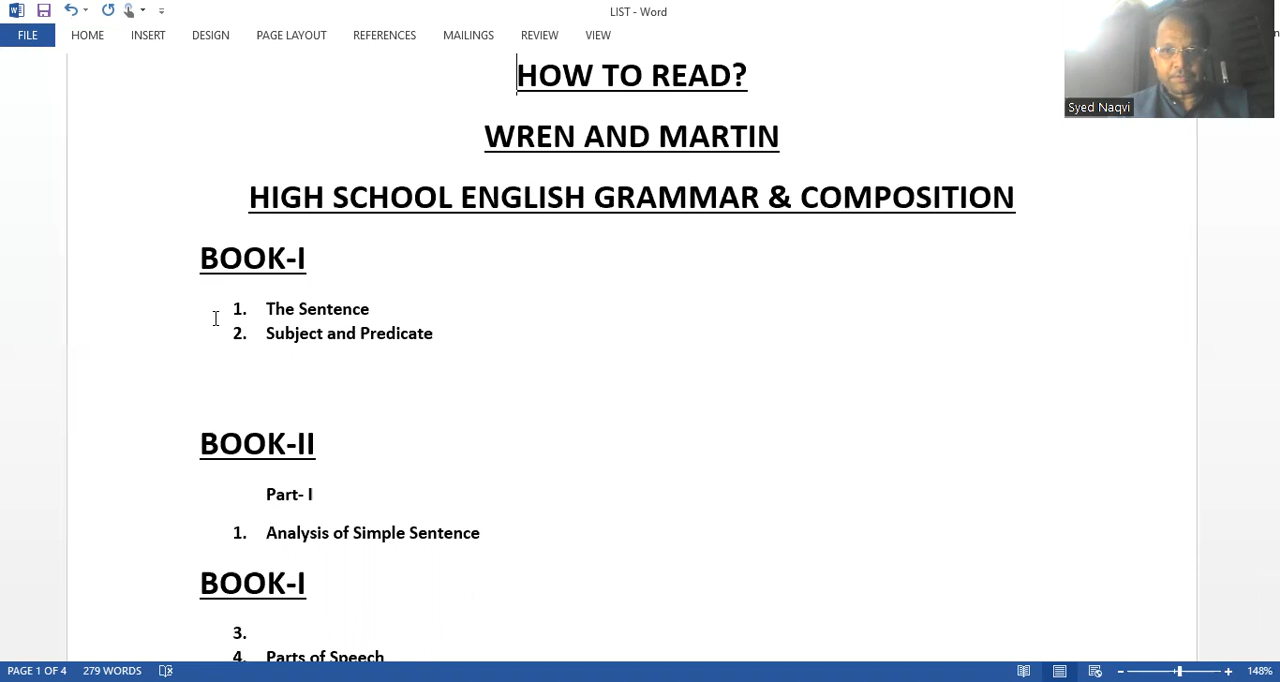 LIST - Word
FILE HOME INSERT DESIGN PAGE LAYOUT REFERENCES MAILINGS REVIEW VIEW
Syed Naqvi
HOW TO READ?
WREN AND MARTIN
HIGH SCHOOL ENGLISH GRAMMAR & COMPOSITION
BOOK-I
1. The Sentence
2. Subject and Predicate
BOOK-II
Part- I
1. Analysis of Simple Sentence
BOOK-I
3.
4. Parts of Speech
PAGE 1 OF 4 279 WORDS 148%